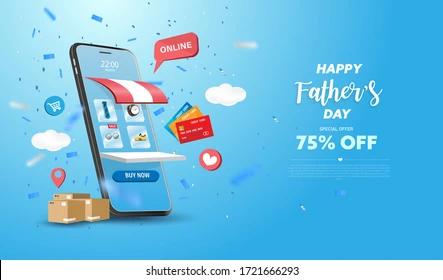 ONLINE
22:00
BUY NOW
HAPPY
Father's
DAY
SPECIAL OFFER
75% OFF
shutterstock.com · 1721666293